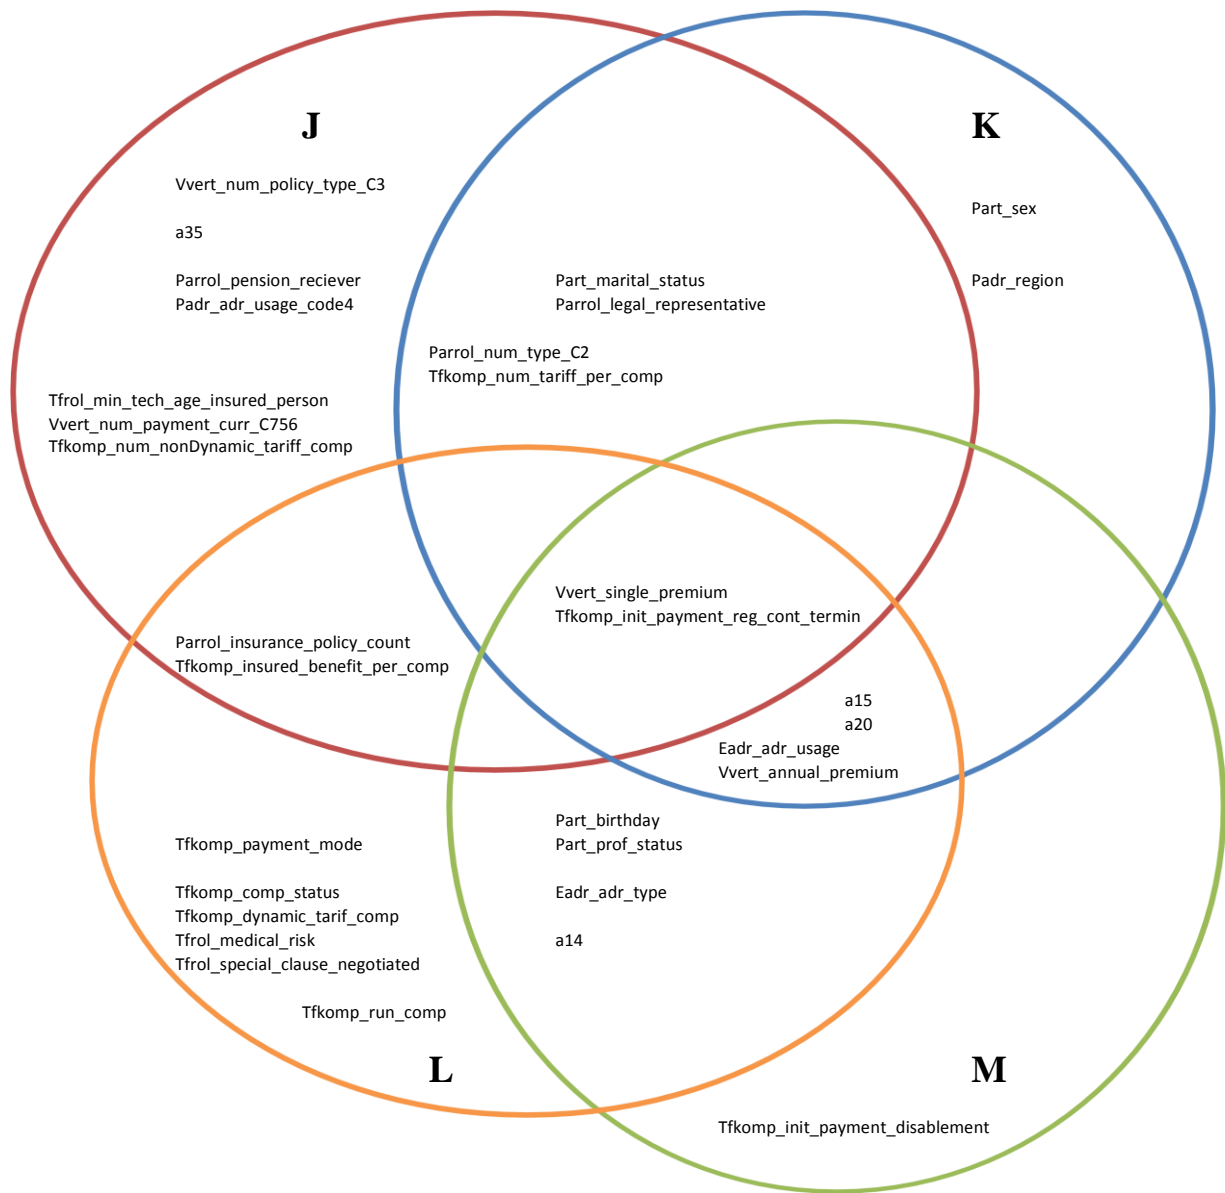 J
K
Vvert_num_policy_type_C3
Part_sex
a35
Parrol_pension_reciever
Padr_adr_usage_code4
Part_marital_status
Parrol_legal_representative
Padr_region
Parrol_num_type_C2
Tfkomp_num_tariff_per_comp
Tfrol_min_tech_age_insured_person
Vvert_num_payment_curr_C756
Tfkomp_num_nonDynamic_tariff_comp
Vvert_single_premium
Tfkomp_init_payment_reg_cont_termin
Parrol_insurance_policy_count
Tfkomp_insured_benefit_per_comp
a15
a20
Eadr_adr_usage
Vvert_annual_premium
Part_birthday
Part_prof_status
Eadr_adr_type
a14
Tfkomp_payment_mode
Tfkomp_comp_status
Tfkomp_dynamic_tarif_comp
Tfrol_medical_risk
Tfrol_special_clause_negotiated
Tfkomp_run_comp
L
M
Tfkomp_init_payment_disablement